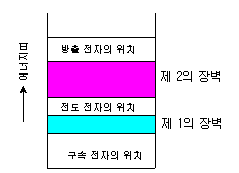 방출 전자의 위치
제 2의 장벽
전도 전자의 위치
제 1의 장벽
구속 전자의 위치
에너지표